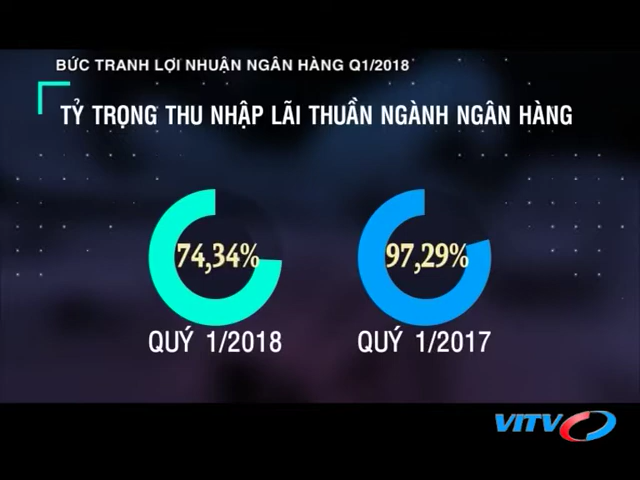 BỨC TRANH LỢI NHUẬN NGÂN HÀNG Q1/2018
TỶ TRỌNG THU NHẬP LÃI THUẦN NGÀNH NGÂN HÀNG
74,34%
97,29%
QUÝ 1/2018
QUÝ 1/2017
VITV